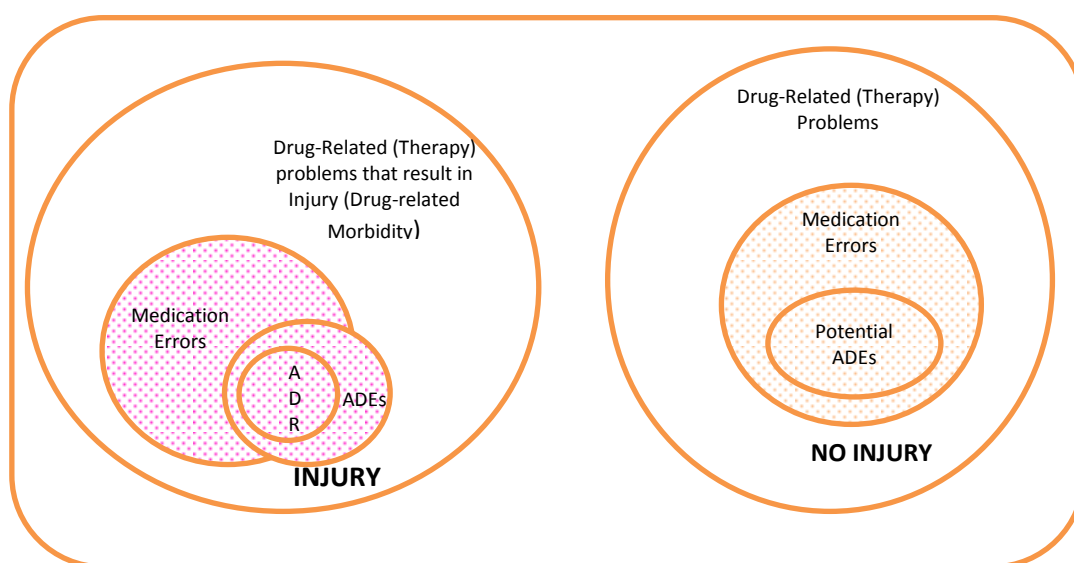 Drug-Related (Therapy)
problems that result in
Injury (Drug-related
Morbidity)
Medication
Errors
A
D
R
ADEs
INJURY
Drug-Related (Therapy)
Problems
Medication
Errors
Potential
ADEs
NO INJURY